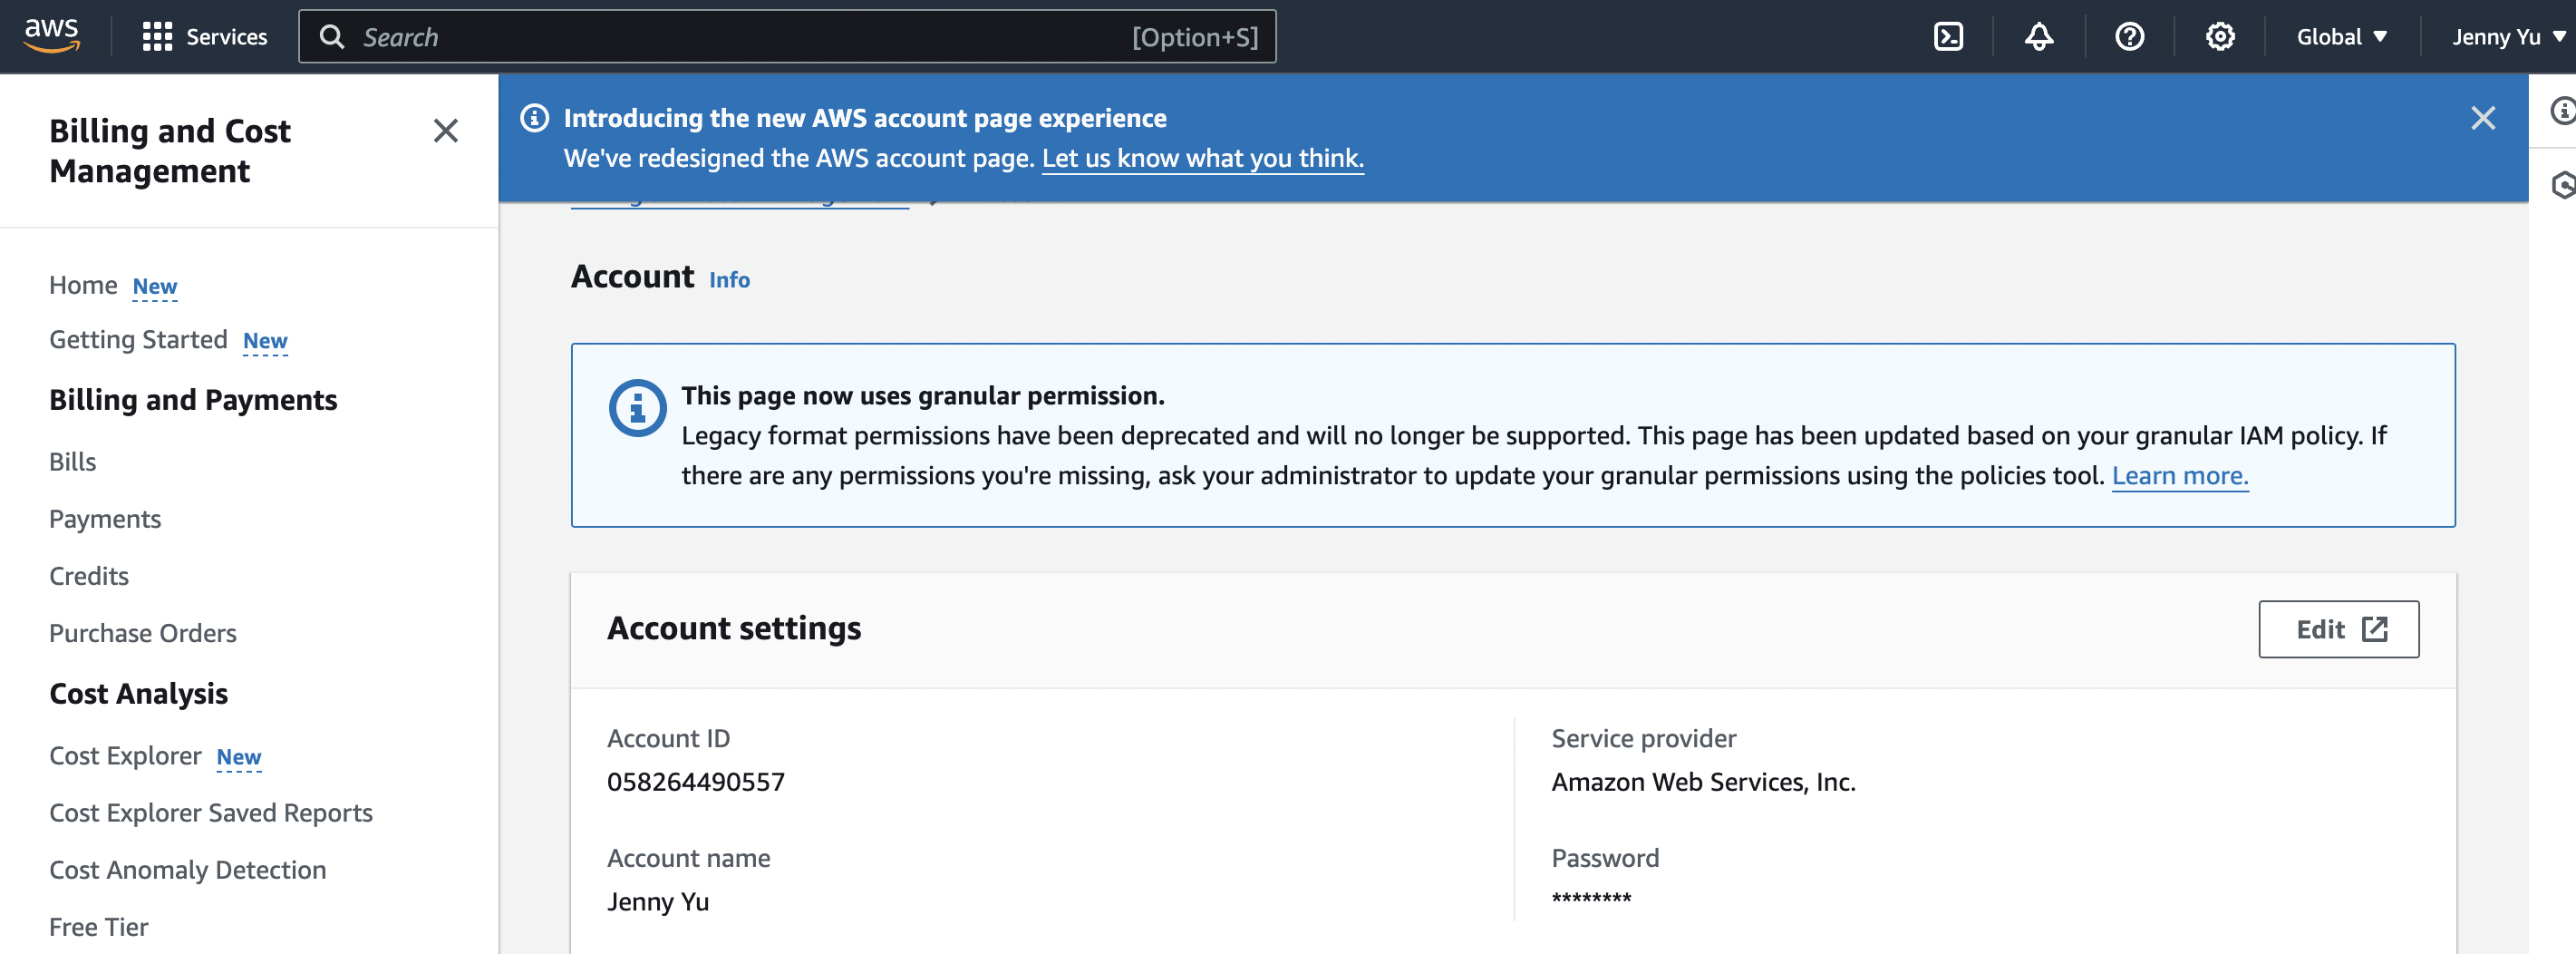 aws
Services
Search
[Option+S]
Global
Jenny Yu
Billing and Cost
Management
Home New
Getting Started New
Billing and Payments
Bills
Payments
Credits
Purchase Orders
Cost Analysis
Cost Explorer New
Cost Explorer Saved Reports
Cost Anomaly Detection
Free Tier
Introducing the new AWS account page experience
We've redesigned the AWS account page. Let us know what you think.
Account Info
This page now uses granular permission.
Legacy format permissions have been deprecated and will no longer be supported. This page has been updated based on your granular IAM policy. If
there are any permissions you're missing, ask your administrator to update your granular permissions using the policies tool. Learn more.
Account settings
Edit
Account ID
058264490557
Service provider
Amazon Web Services, Inc.
Account name
Jenny Yu
Password
********